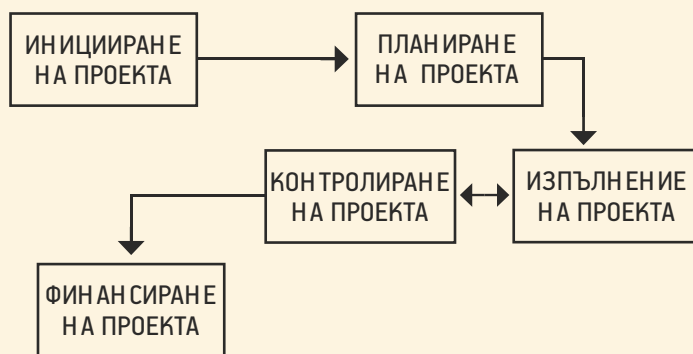 ИНИЦИИРАНЕ
НА ПРОЕКТА
ПЛАНИРАНЕ
НА ПРОЕКТА
КОНТРОЛИРАНЕ
НА ПРОЕКТА
ИЗПЪЛНЕНИЕ
НА ПРОЕКТА
ФИНАНСИРАНЕ
НА ПРОЕКТА